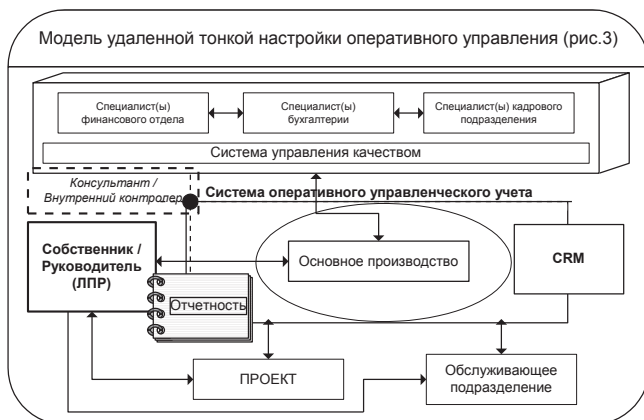 Модель удаленной тонкой настройки оперативного управления (рис.3)
Специалист(ы)
финансового отдела
Специалист(ы)
бухгалтерии
Специалист(ы) кадрового
подразделения
Система управления качеством
Консультант /
Внутренний контролер
Система оперативного управленческого учета
Собственник /
Руководитель
(ЛПР)
Основное производство
CRM
Отчетность
ПРОЕКТ
Обслуживающее
подразделение